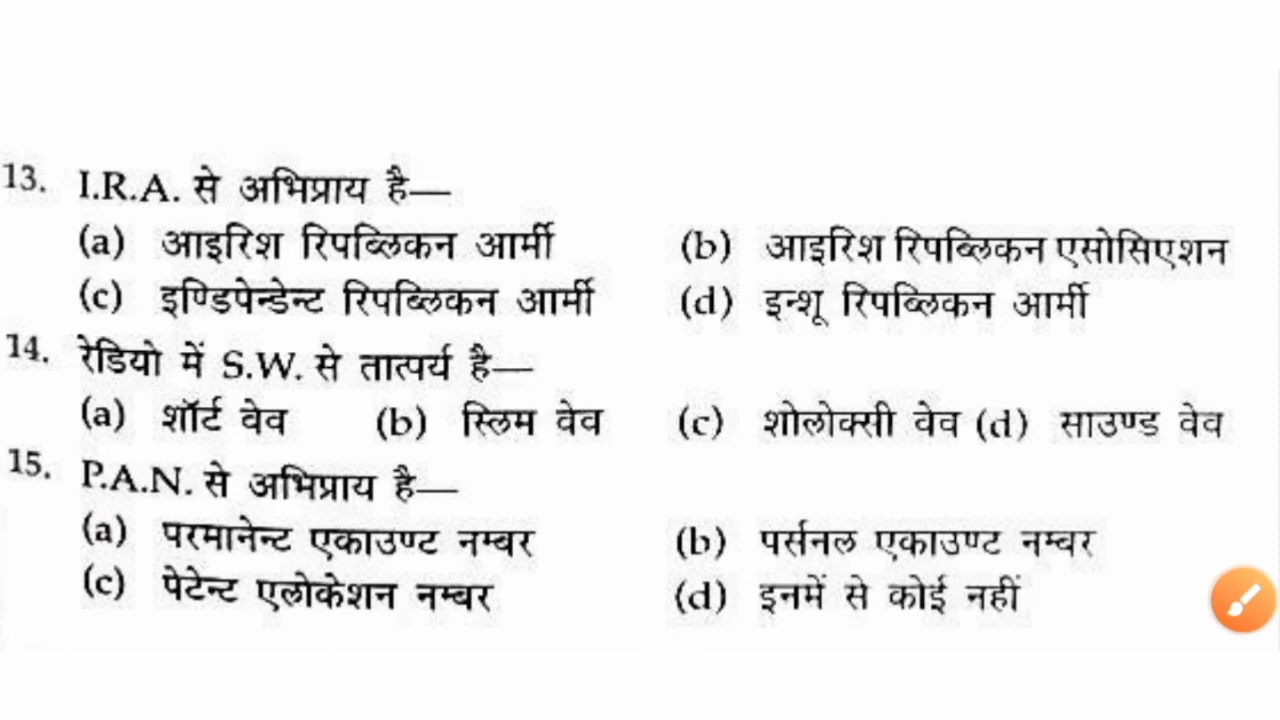 13. I.R.A. से अभिप्राय है—
(a) आइरिश रिपब्लिकन आर्मी (b) आइरिश रिपब्लिकन एसोसिएशन
(c) इण्डिपेन्डेन्ट रिपब्लिकन आर्मी (d) इन्शू रिपब्लिकन आर्मी
14. रेडियो में S.W. से तात्पर्य है—
(a) शॉर्ट वेव (b) स्लिम वेव (c) शोलोक्सी वेव (d) साउण्ड वेव
15. P.A.N. से अभिप्राय है—
(a) परमानेन्ट एकाउण्ट नम्बर (b) पर्सनल एकाउण्ट नम्बर
(c) पेटेन्ट एलोकेशन नम्बर (d) इनमें से कोई नहीं